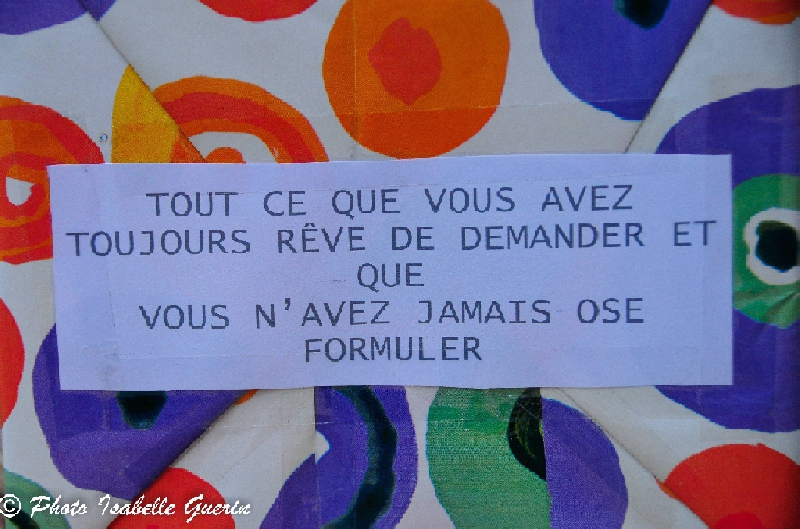 TOUT CE QUE VOUS AVEZ
TOUJOURS RÊVE DE DEMANDER ET
QUE
VOUS N'AVEZ JAMAIS OSE
FORMULER
© Photo Isabelle Guerin